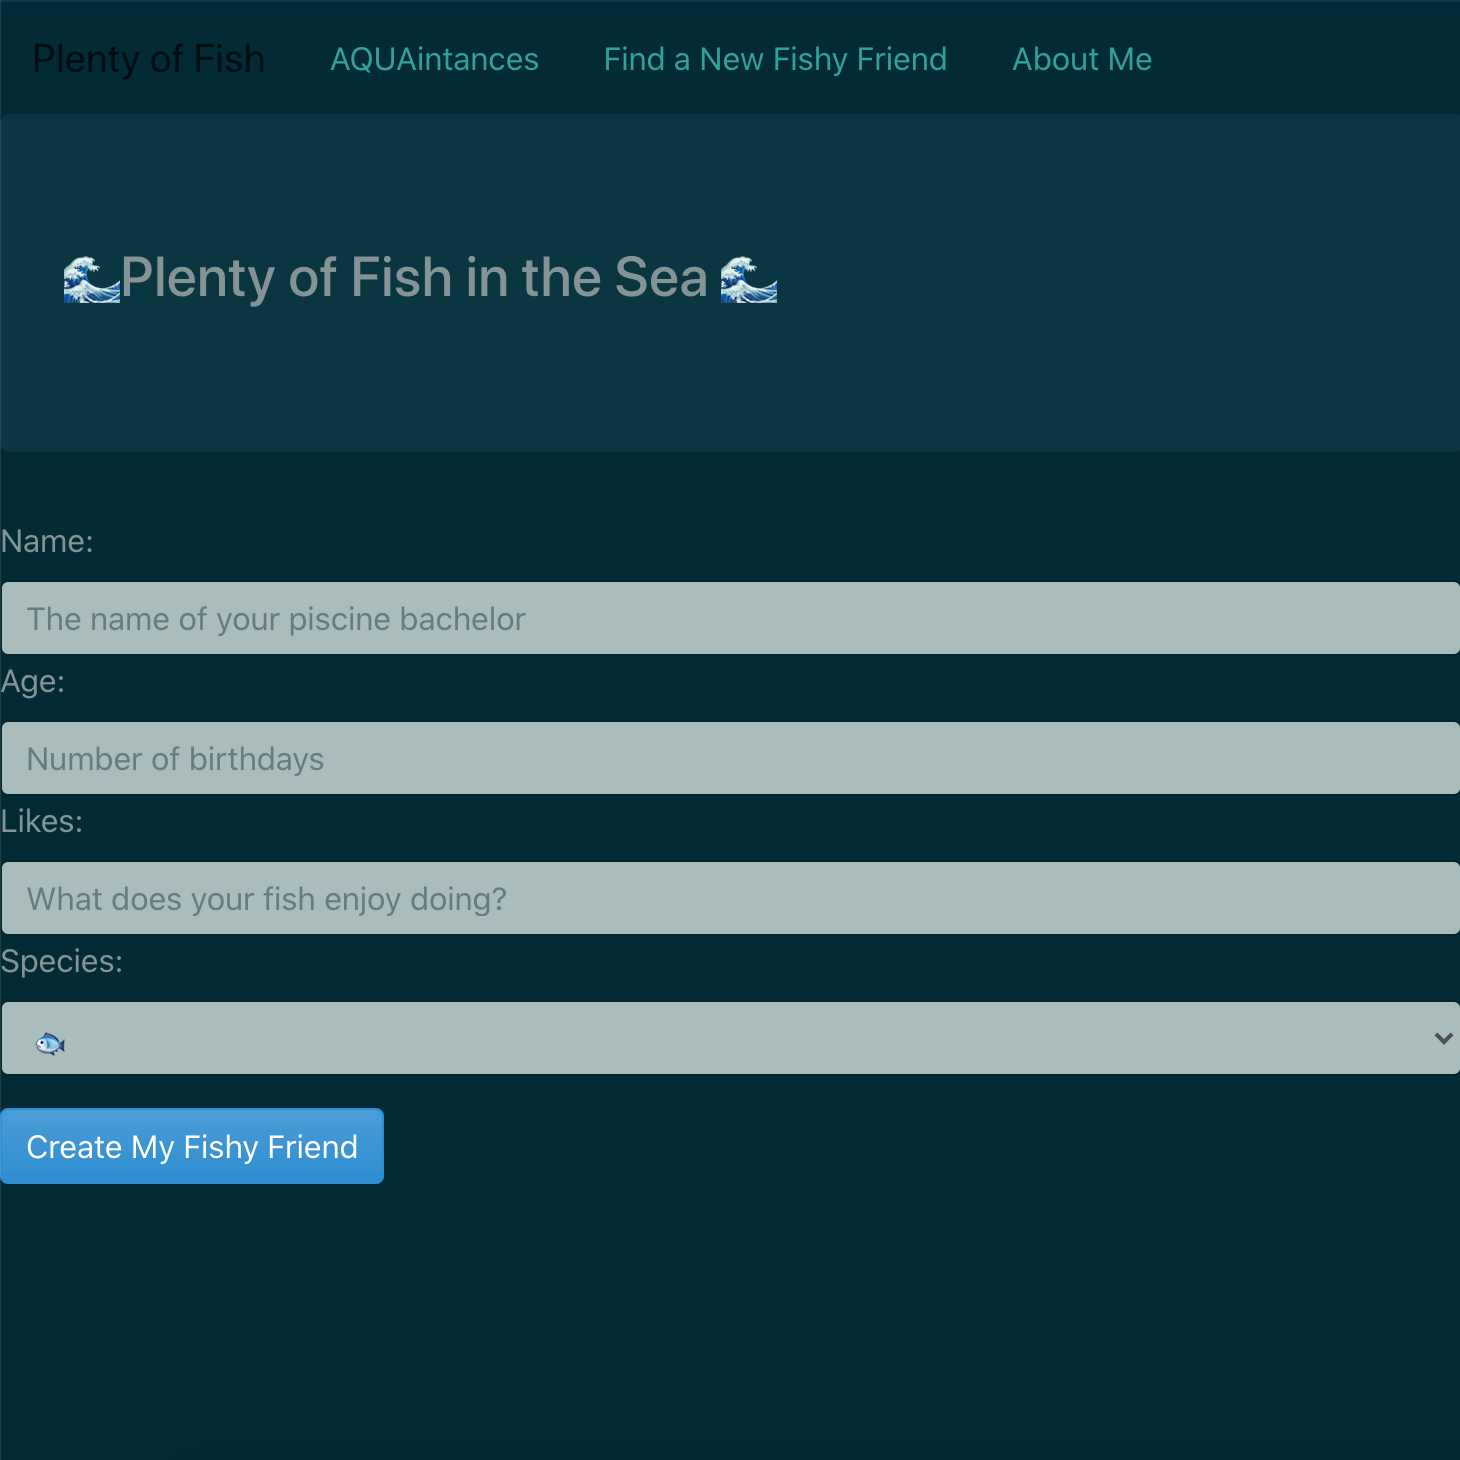 Plenty of Fish AQUAintances Find a New Fishy Friend About Me
🌊Plenty of Fish in the Sea 🌊
Name:
The name of your piscine bachelor
Age:
Number of birthdays
Likes:
What does your fish enjoy doing?
Species:
🐟
Create My Fishy Friend